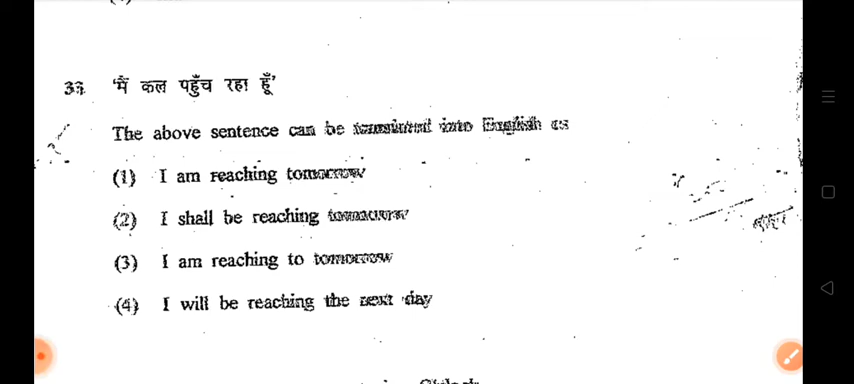 33. 'मैं कल पहुँच रहा हूँ'
The above sentence can be translated into English as
(1) I am reaching tomorrow
(2) I shall be reaching tomorrow
(3) I am reaching to tomorrow
(4) I will be reaching the next day